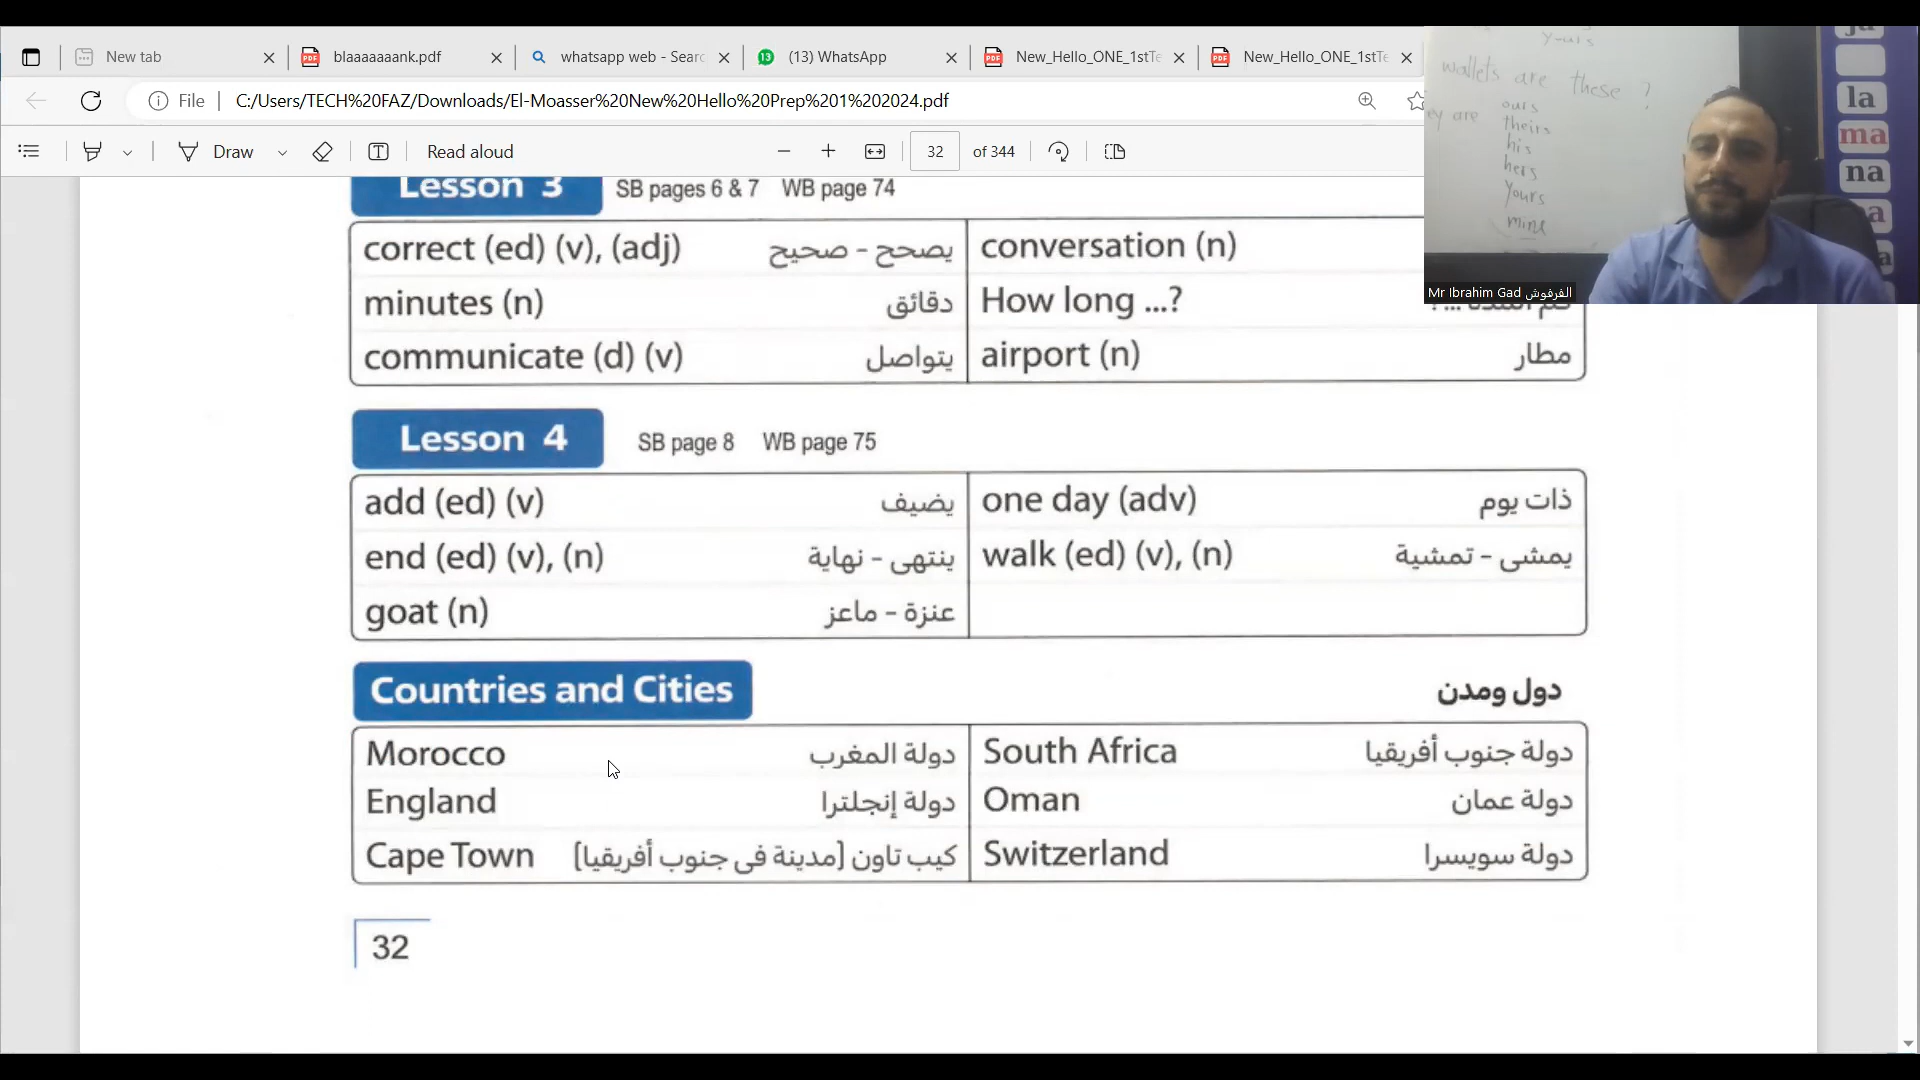 New tab
blaaaaaaank.pdf
whatsapp web - Searc
(13) WhatsApp
New_Hello_ONE_1stTe
New_Hello_ONE_1stTe
File
C:/Users/TECH%20FAZ/Downloads/El-Moasser%20New%20Hello%20Prep%201%202024.pdf
Draw
Read aloud
32 of 344
Lesson 3 SB pages 6 & 7 WB page 74
correct (ed) (v), (adj) يصحح - صحيح
conversation (n)
minutes (n) دقائق
How long ...?
communicate (d) (v) يتواصل
airport (n) مطار
Lesson 4 SB page 8 WB page 75
add (ed) (v) يضيف
one day (adv) ذات يوم
end (ed) (v), (n) ينتهى - نهاية
walk (ed) (v), (n) يمشى - تمشية
goat (n) عنزة - ماعز
Countries and Cities دول ومدن
Morocco دولة المغرب
South Africa دولة جنوب أفريقيا
England دولة إنجلترا
Oman دولة عمان
Cape Town كيب تاون [مدينة فى جنوب أفريقيا]
Switzerland دولة سويسرا
32
wallets are these ?
ey are ours
theirs
his
hers
yours
mine
la
ma
na
Mr Ibrahim Gad الفرفوش